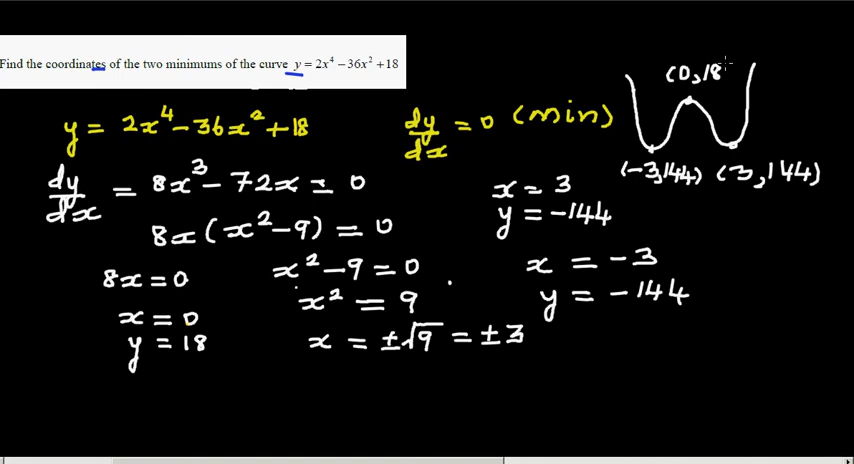 Find the coordinates of the two minimums of the curve y = 2x⁴ − 36x² + 18
y = 2x⁴ − 36x² + 18
dy/dx = 0 (min)
(0,18
(-3,144) (3,144)
dy/dx = 8x³ − 72x = 0
8x(x² − 9) = 0
8x = 0
x = 0
y = 18
x² − 9 = 0
x² = 9
x = ±√9 = ±3
x = 3
y = −144
x = −3
y = −144